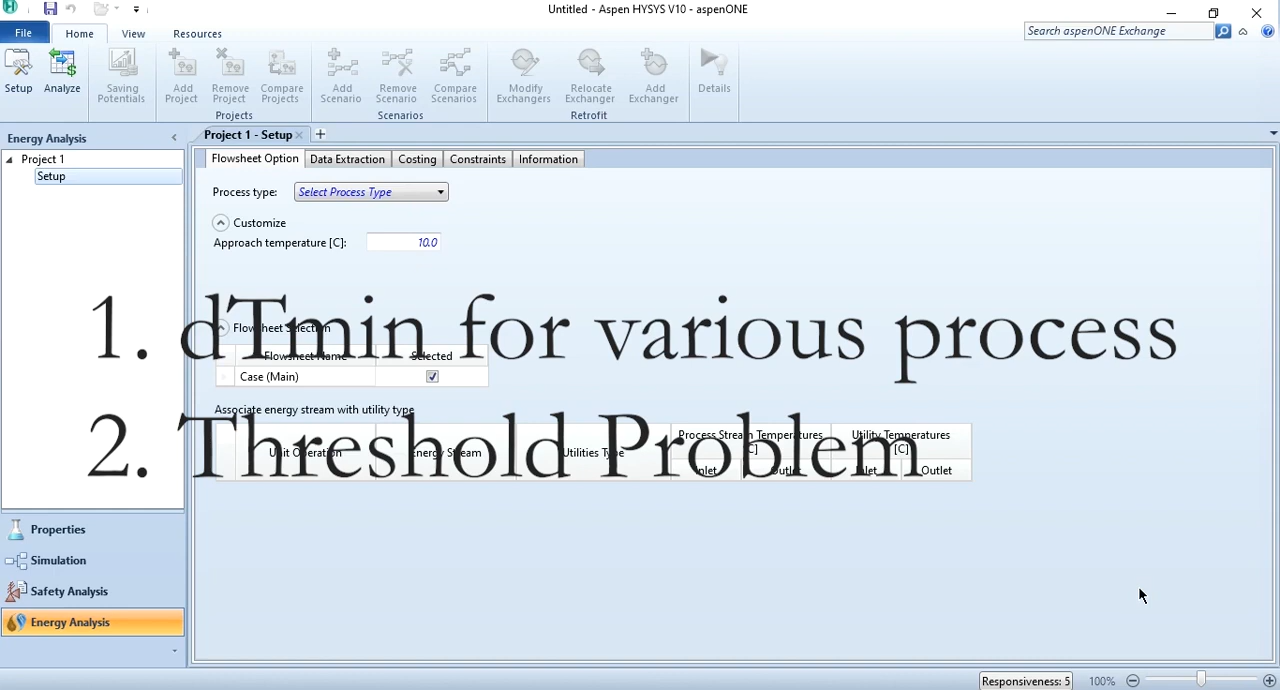 Untitled - Aspen HYSYS V10 - aspenONE
File Home View Resources
Search aspenONE Exchange
Setup Analyze Saving Potentials Add Project Remove Project Compare Projects Add Scenario Remove Scenario Compare Scenarios Modify Exchangers Relocate Exchanger Add Exchanger Details
Projects Scenarios Retrofit
Energy Analysis
Project 1 - Setup
Project 1
Setup
Flowsheet Option Data Extraction Costing Constraints Information
Process type: Select Process Type
Customize
Approach temperature [C]: 10.0
1. dTmin for various process
Flowsheet Selection
Flowsheet Name Selected
Case (Main)
Associate energy stream with utility type
2. Threshold Problem
Unit Operation Energy Stream Utilities Type Process Stream Temperatures [C] Utility Temperatures [C]
Inlet Outlet Inlet Outlet
Properties
Simulation
Safety Analysis
Energy Analysis
Responsiveness: 5 100%